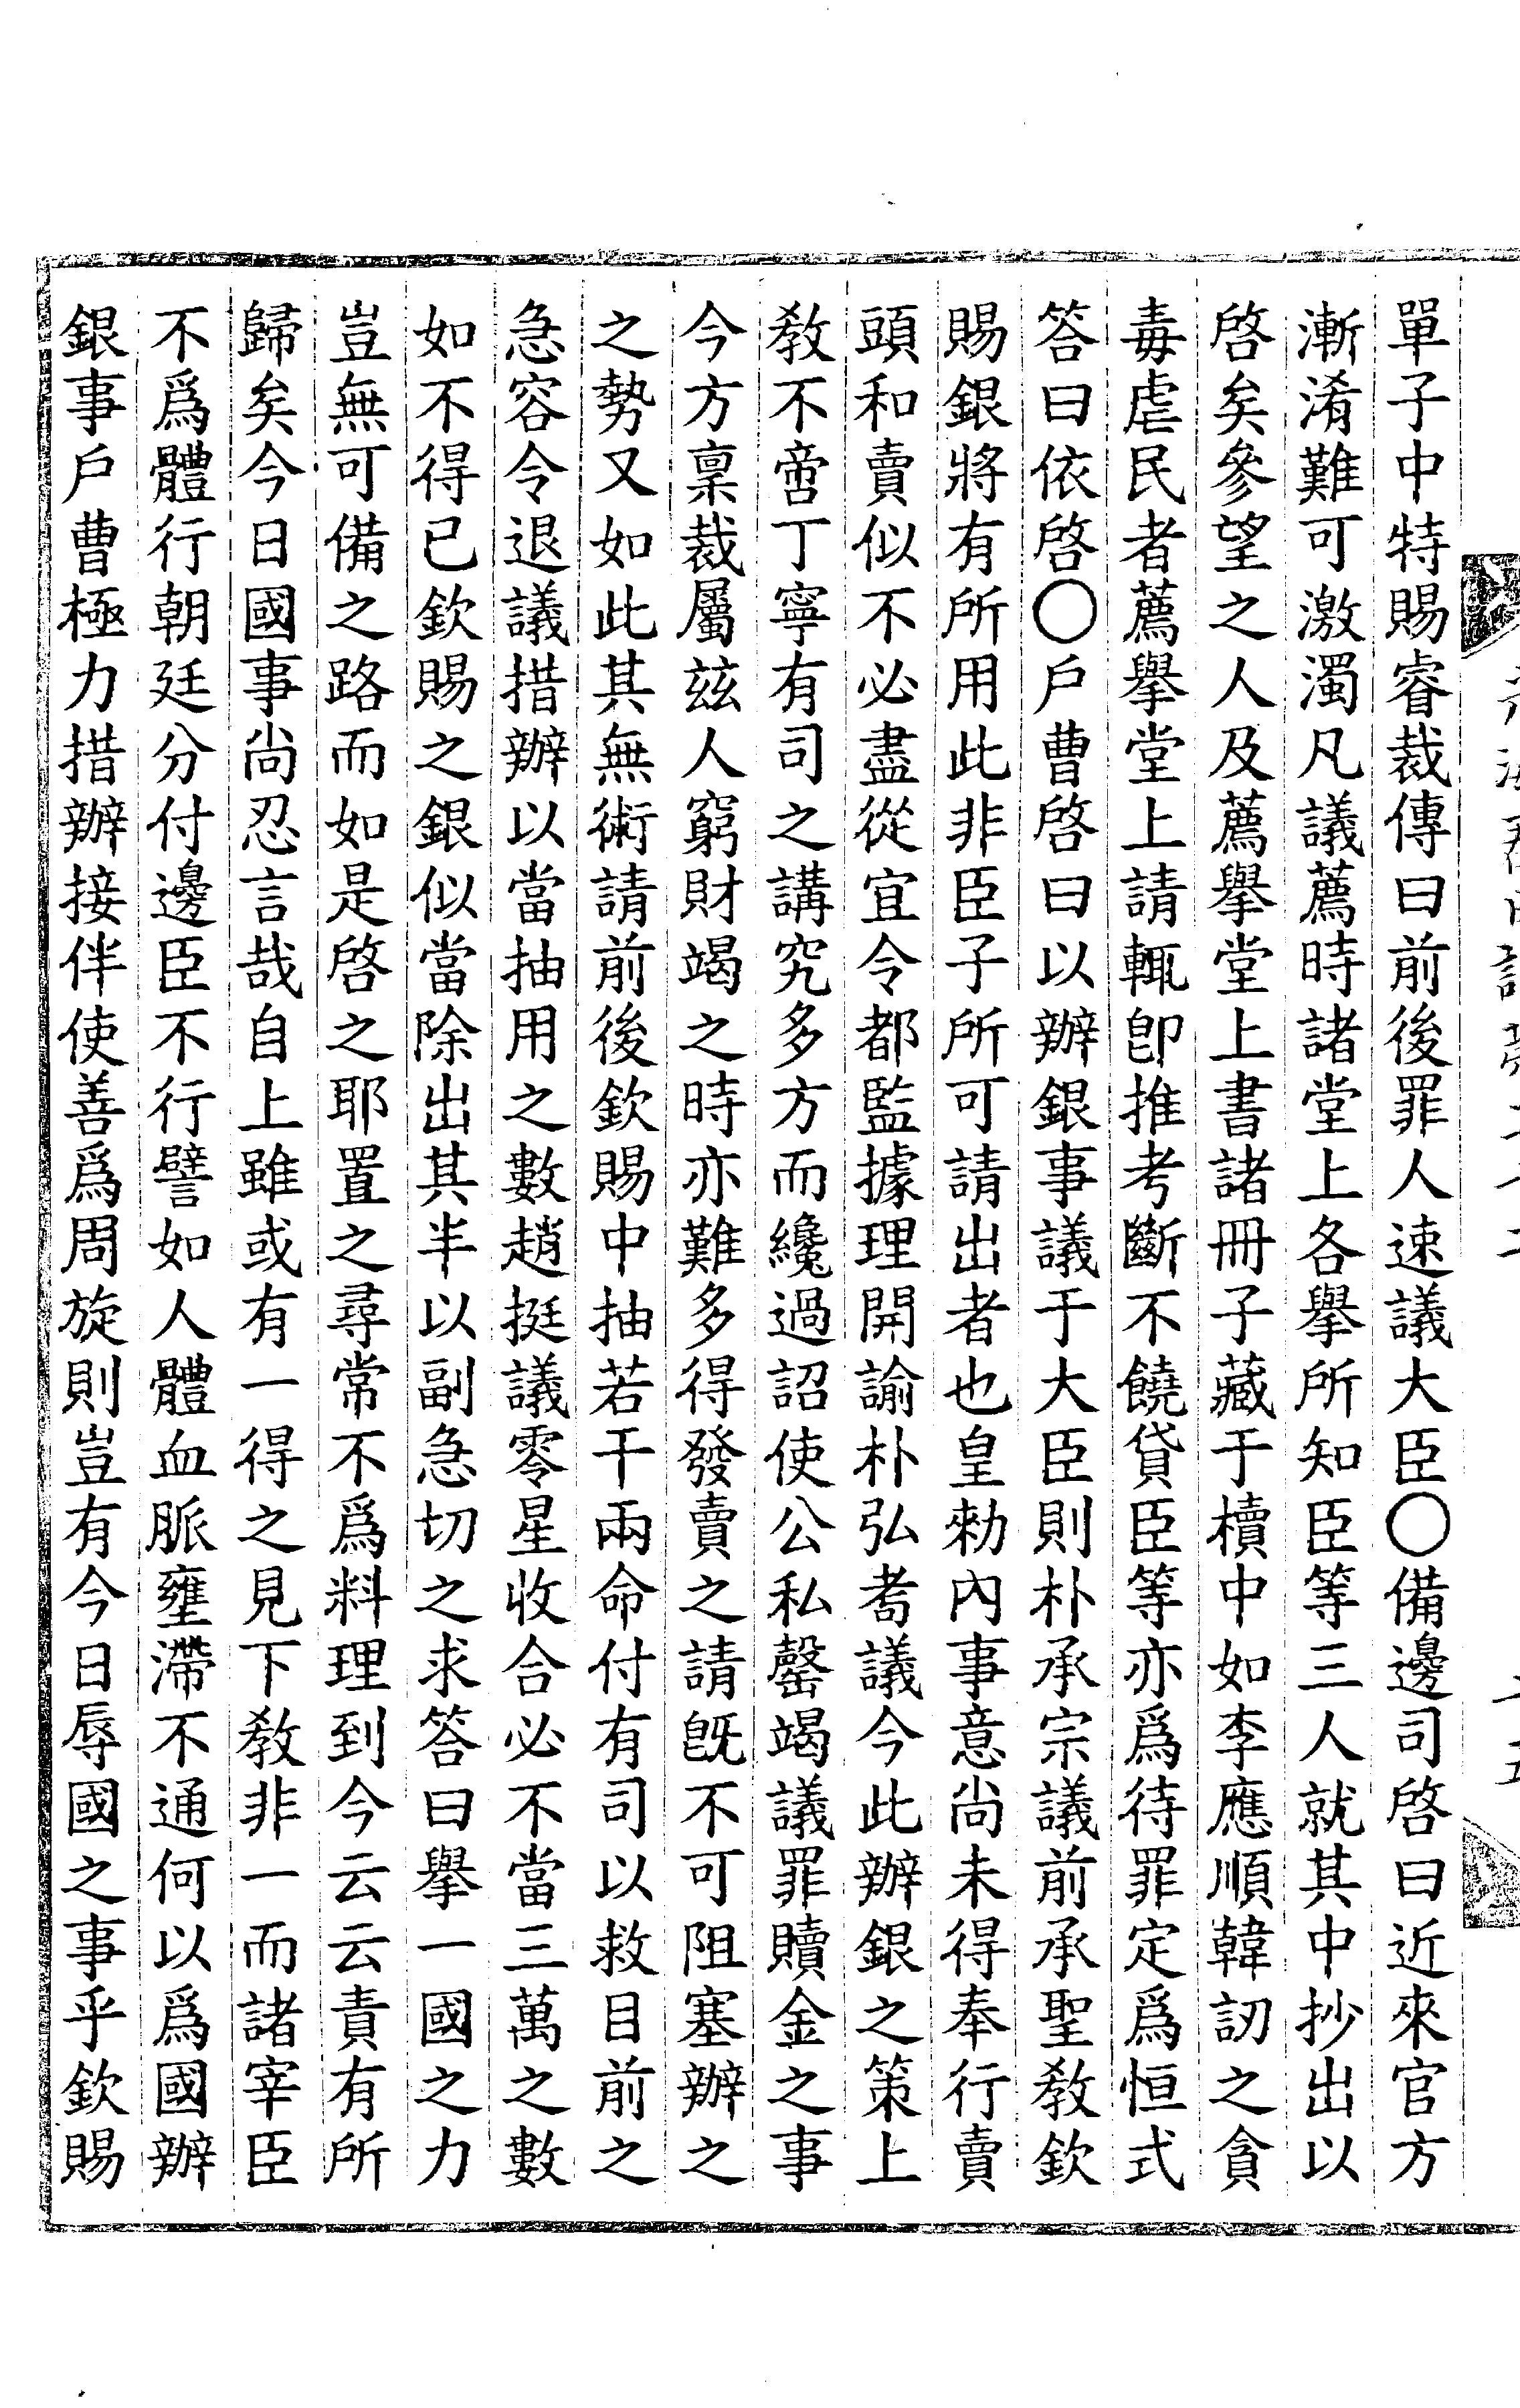 單子中特賜睿裁傳曰前後罪人速議大臣○備邊司啓曰近來官方
漸淆難可激濁凡議薦時諸堂上各擧所知臣等三人就其中抄出以
啓矣參望之人及薦擧堂上書諸冊子藏于櫝中如李應順韓訒之貪
毒虐民者薦擧堂上請輒卽推考斷不饒貸臣等亦爲待罪定爲恒式
答曰依啓○戶曹啓曰以辦銀事議于大臣則朴承宗議前承聖敎欽
賜銀將有所用此非臣子所可請出者也皇勑內事意尚未得奉行賣
頭和賣似不必盡從宜令都監據理開諭朴弘耉議今此辦銀之策上
敎不啻丁寧有司之講究多方而纔過詔使公私罄竭議罪贖金之事
今方稟裁屬玆人窮財竭之時亦難多得發賣之請旣不可阻塞辦之
之勢又如此其無術請前後欽賜中抽若干兩命付有司以救目前之
急容令退議措辦以當抽用之數趙挺議零星收合必不當三萬之數
如不得已欽賜之銀似當除出其半以副急切之求答曰擧一國之力
豈無可備之路而如是啓之耶置之尋常不爲料理到今云云責有所
歸矣今日國事尚忍言哉自上雖或有一得之見下敎非一而諸宰臣
不爲體行朝廷分付邊臣不行譬如人體血脈壅滯不通何以爲國辦
銀事戶曹極力措辦接伴使善爲周旋則豈有今日辱國之事乎欽賜